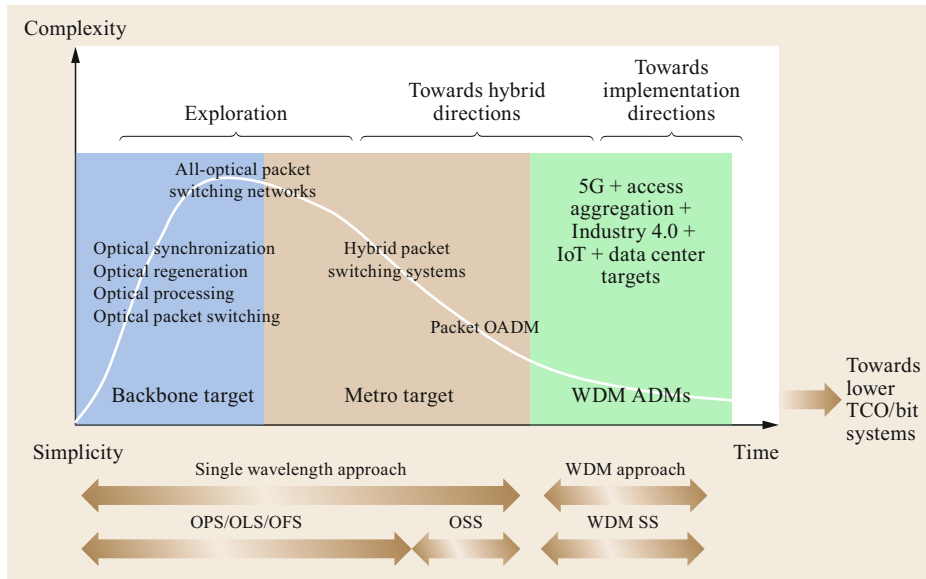 Complexity
Exploration
Towards hybrid
directions
Towards
implementation
directions
All-optical packet
switching networks
Optical synchronization
Optical regeneration
Optical processing
Optical packet switching
Hybrid packet
switching systems
Packet OADM
5G + access
aggregation +
Industry 4.0 +
IoT + data center
targets
Backbone target
Metro target
WDM ADMs
Towards
lower
TCO/bit
systems
Simplicity
Time
Single wavelength approach
WDM approach
OPS/OLS/OFS
OSS
WDM SS